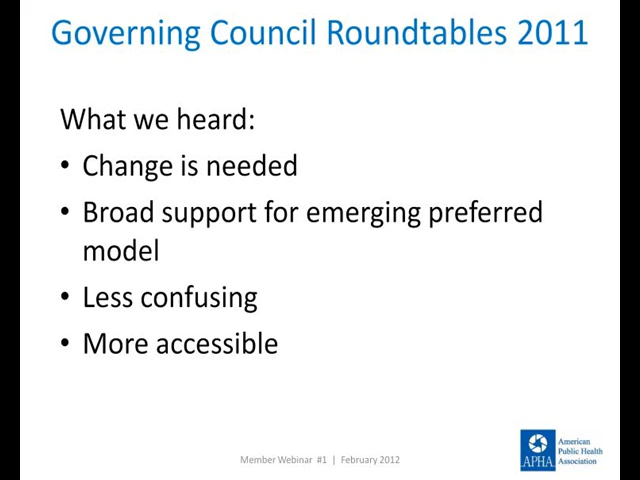 Governing Council Roundtables 2011
What we heard:
• Change is needed
• Broad support for emerging preferred
model
• Less confusing
• More accessible
Member Webinar #1 | February 2012
APHA
American
Public Health
Association